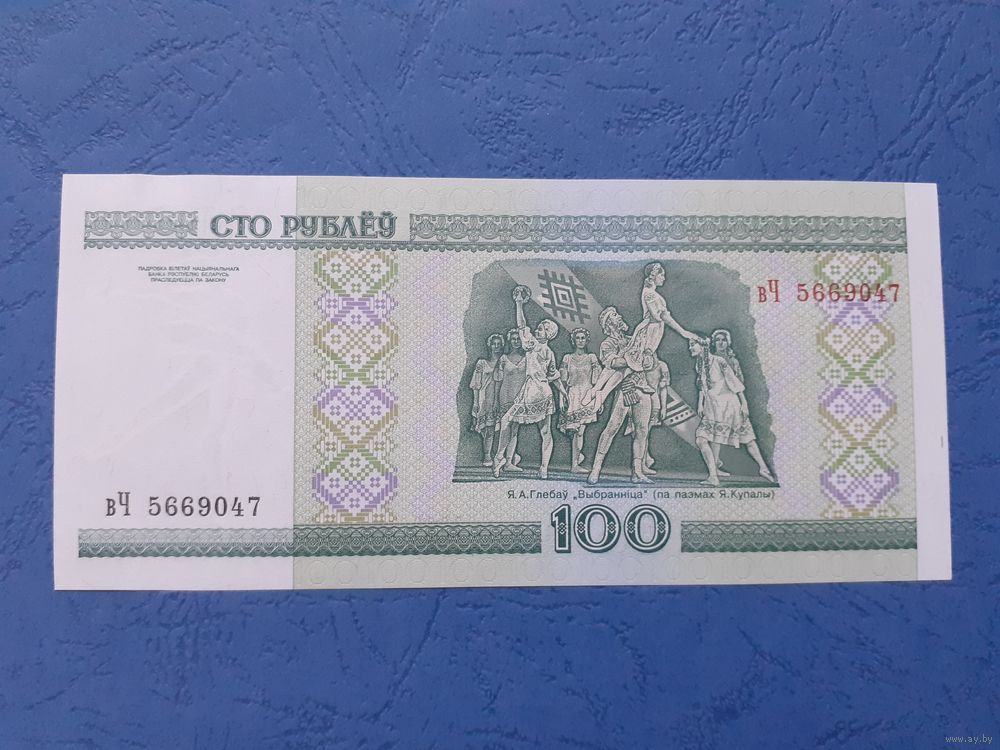 СТО РУБЛЁЎ
ПАДРОБКА БІЛЕТАЎ НАЦЫЯНАЛЬНАГА
БАНКА РЭСПУБЛІКІ БЕЛАРУСЬ
ПРАСЛЕДУЕЦЦА ПА ЗАКОНУ
вЧ 5669047
Я.А.Глебаў „Выбранніца" (па паэмах Я.Купалы)
вЧ 5669047
100
www.ay.by